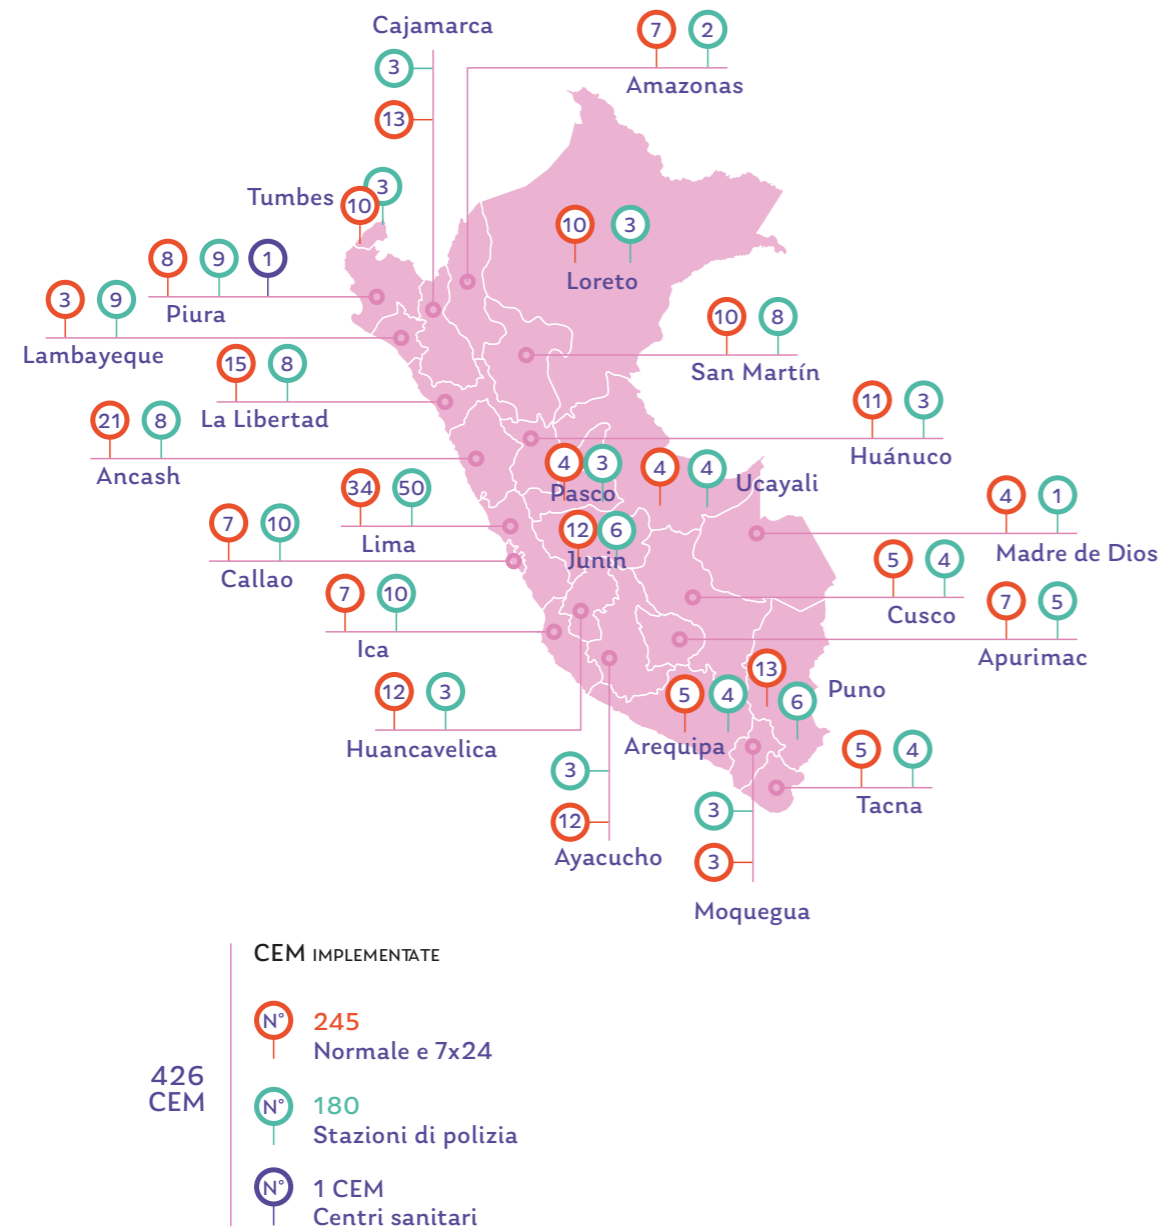 Cajamarca
3
13
7 2
Amazonas
Tumbes
10 3
10 3
Loreto
8 9 1
Piura
3 9
Lambayeque
10 8
San Martín
15 8
La Libertad
11 3
Huánuco
21 8
Ancash
4 3
Pasco
4 4
Ucayali
34 50
Lima
4 1
Madre de Dios
7 10
Callao
12 6
Junin
5 4
Cusco
7 10
Ica
7 5
Apurimac
12 3
Huancavelica
13
6
Puno
5 4
Arequipa
5 4
Tacna
3
12
Ayacucho
3
3
Moquegua
CEM IMPLEMENTATE
426
CEM
N° 245
Normale e 7x24
N° 180
Stazioni di polizia
N° 1 CEM
Centri sanitari